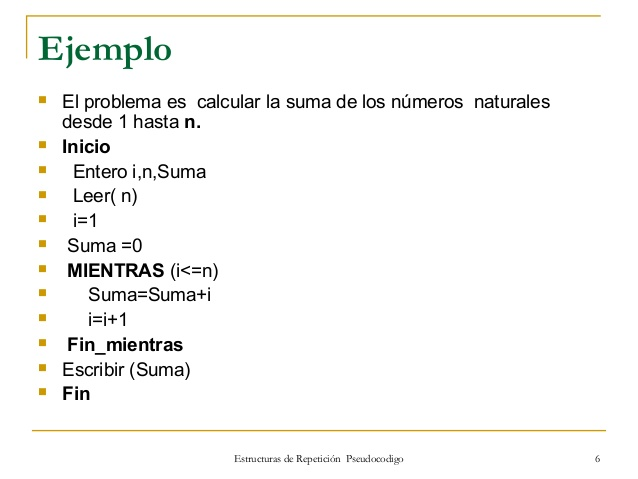 Ejemplo
El problema es calcular la suma de los números naturales
desde 1 hasta n.
Inicio
Entero i,n,Suma
Leer( n)
i=1
Suma =0
MIENTRAS (i<=n)
Suma=Suma+i
i=i+1
Fin_mientras
Escribir (Suma)
Fin
Estructuras de Repetición Pseudocodigo
6